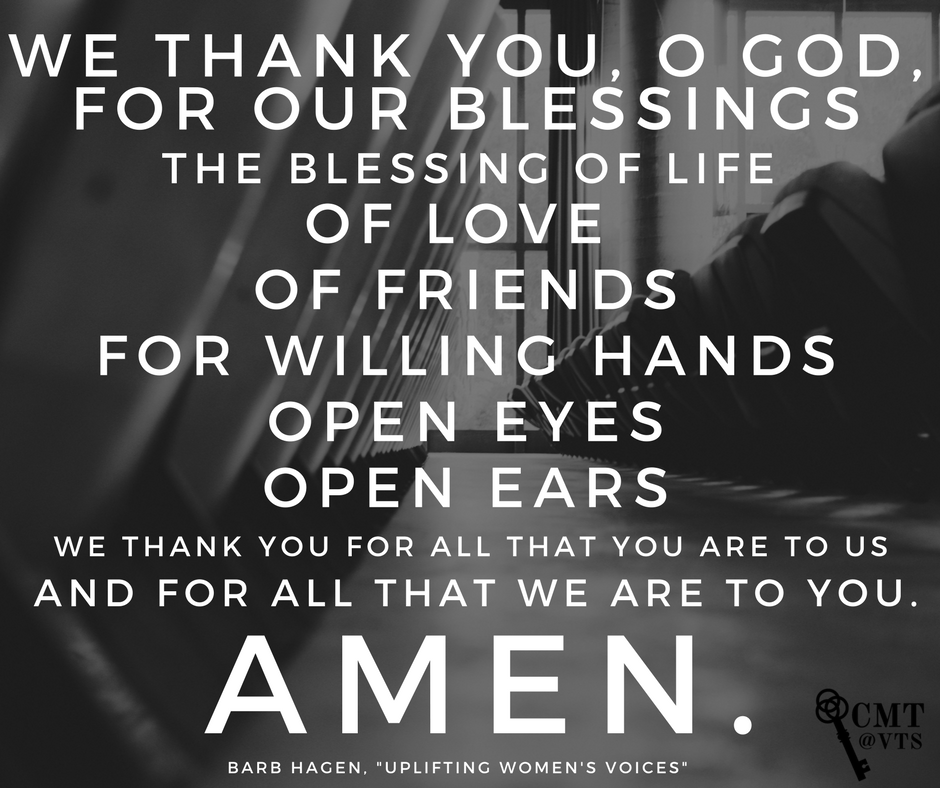 WE THANK YOU, O GOD,
FOR OUR BLESSINGS
THE BLESSING OF LIFE
OF LOVE
OF FRIENDS
FOR WILLING HANDS
OPEN EYES
OPEN EARS
WE THANK YOU FOR ALL THAT YOU ARE TO US
AND FOR ALL THAT WE ARE TO YOU.
AMEN.
CMT
@VTS
BARB HAGEN, "UPLIFTING WOMEN'S VOICES"